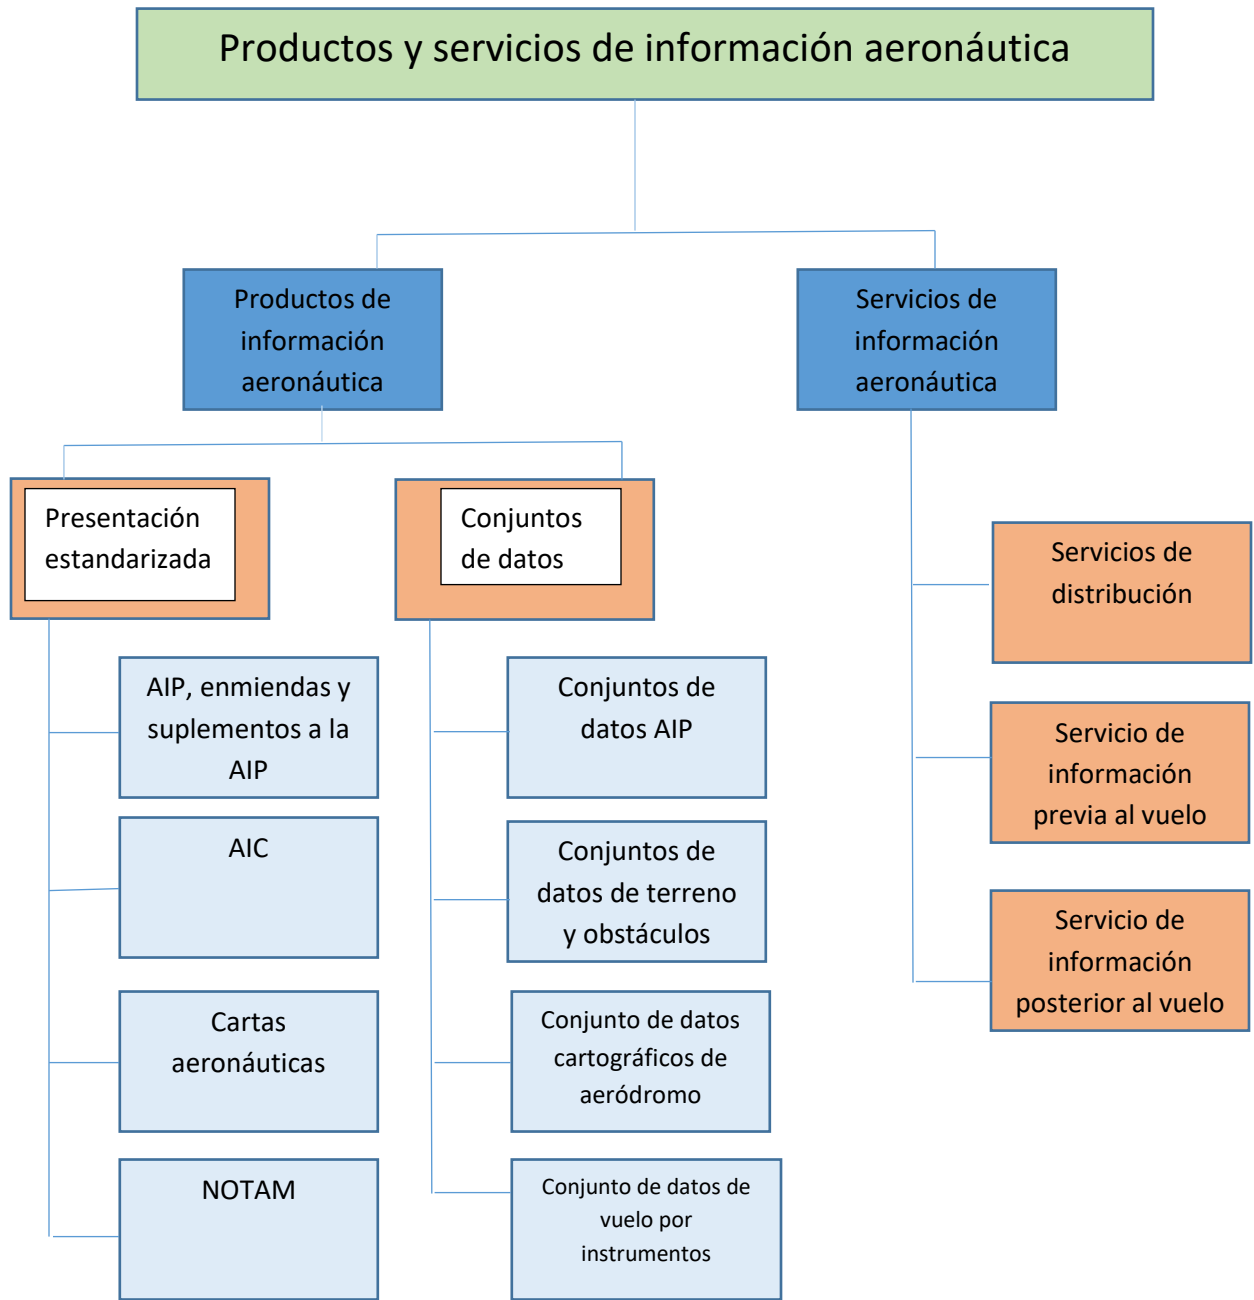 Productos y servicios de información aeronáutica
Productos de
información
aeronáutica
Servicios de
información
aeronáutica
Presentación
estandarizada
Conjuntos
de datos
AIP, enmiendas y
suplementos a la
AIP
AIC
Cartas
aeronáuticas
NOTAM
Conjuntos de
datos AIP
Conjuntos de
datos de terreno
y obstáculos
Conjunto de datos
cartográficos de
aeródromo
Conjunto de datos de
vuelo por
instrumentos
Servicios de
distribución
Servicio de
información
previa al vuelo
Servicio de
información
posterior al vuelo